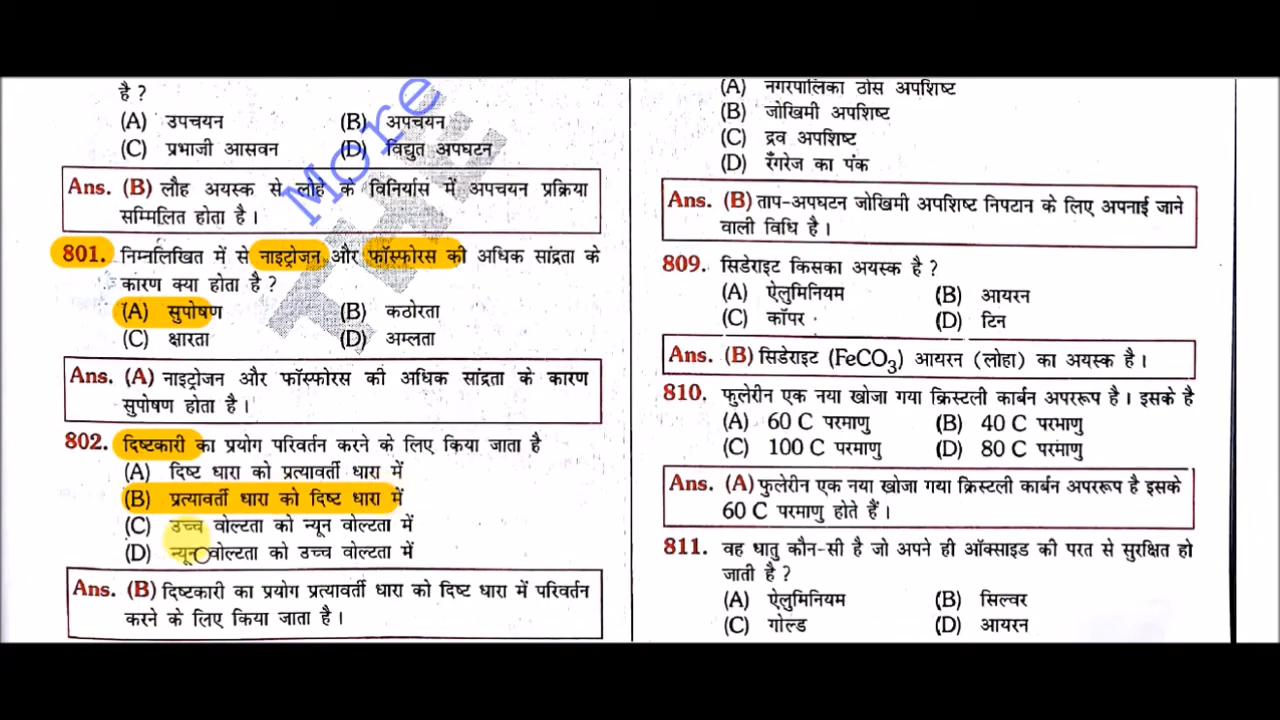 है ?
(A) उपचयन (B) अपचयन
(C) प्रभाजी आसवन (D) विद्युत अपघटन
Ans. (B) लौह अयस्क से लोहे के विनिर्यास में अपचयन प्रक्रिया
सम्मिलित होता है ।
801. निम्नलिखित में से नाइट्रोजन और फॉस्फोरस की अधिक सांद्रता के
कारण क्या होता है ?
(A) सुपोषण (B) कठोरता
(C) क्षारता (D) अम्लता
Ans. (A) नाइट्रोजन और फॉस्फोरस की अधिक सांद्रता के कारण
सुपोषण होता है ।
802. दिष्टकारी का प्रयोग परिवर्तन करने के लिए किया जाता है
(A) दिष्ट धारा को प्रत्यावर्ती धारा में
(B) प्रत्यावर्ती धारा को दिष्ट धारा में
(C) उच्च वोल्टता को न्यून वोल्टता में
(D) न्यून वोल्टता को उच्च वोल्टता में
Ans. (B) दिष्टकारी का प्रयोग प्रत्यावर्ती धारा को दिष्ट धारा में परिवर्तन
करने के लिए किया जाता है ।
More
THE
(A) नगरपालिका ठोस अपशिष्ट
(B) जोखिमी अपशिष्ट
(C) द्रव अपशिष्ट
(D) रँगरेज का पंक
Ans. (B) ताप-अपघटन जोखिमी अपशिष्ट निपटान के लिए अपनाई जाने
वाली विधि है ।
809. सिडेराइट किसका अयस्क है ?
(A) ऐलुमिनियम (B) आयरन
(C) कॉपर (D) टिन
Ans. (B) सिडेराइट (FeCO₃) आयरन (लोहा) का अयस्क है ।
810. फुलेरीन एक नया खोजा गया क्रिस्टली कार्बन अपररूप है । इसके है
(A) 60 C परमाणु (B) 40 C परमाणु
(C) 100 C परमाणु (D) 80 C परमाणु
Ans. (A) फुलेरीन एक नया खोजा गया क्रिस्टली कार्बन अपररूप है इसके
60 C परमाणु होते हैं ।
811. वह धातु कौन-सी है जो अपने ही ऑक्साइड की परत से सुरक्षित हो
जाती है ?
(A) ऐलुमिनियम (B) सिल्वर
(C) गोल्ड (D) आयरन